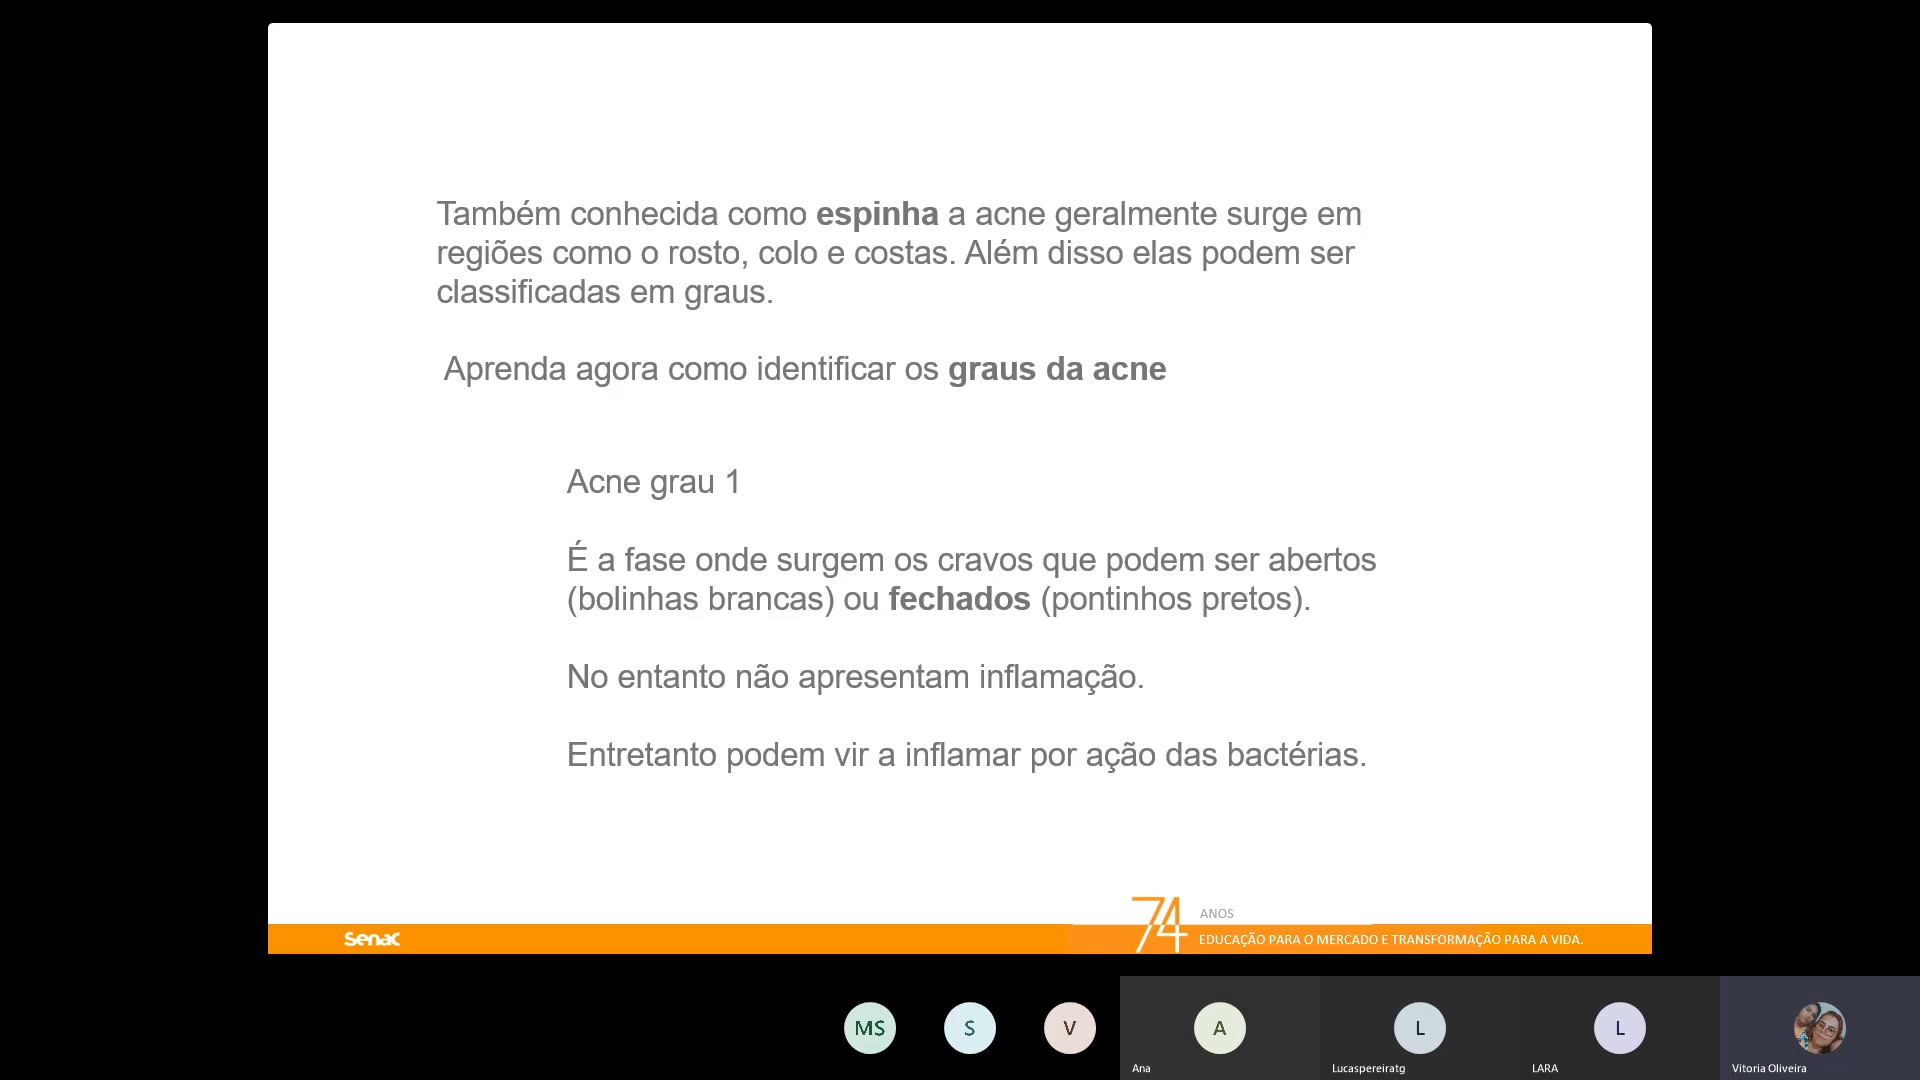 Também conhecida como espinha a acne geralmente surge em
regiões como o rosto, colo e costas. Além disso elas podem ser
classificadas em graus.
Aprenda agora como identificar os graus da acne
Acne grau 1
É a fase onde surgem os cravos que podem ser abertos
(bolinhas brancas) ou fechados (pontinhos pretos).
No entanto não apresentam inflamação.
Entretanto podem vir a inflamar por ação das bactérias.
74 ANOS
Senac
EDUCAÇÃO PARA O MERCADO E TRANSFORMAÇÃO PARA A VIDA.
MS
S
V
A
L
L
Ana
Lucaspereiratg
LARA
Vitoria Oliveira